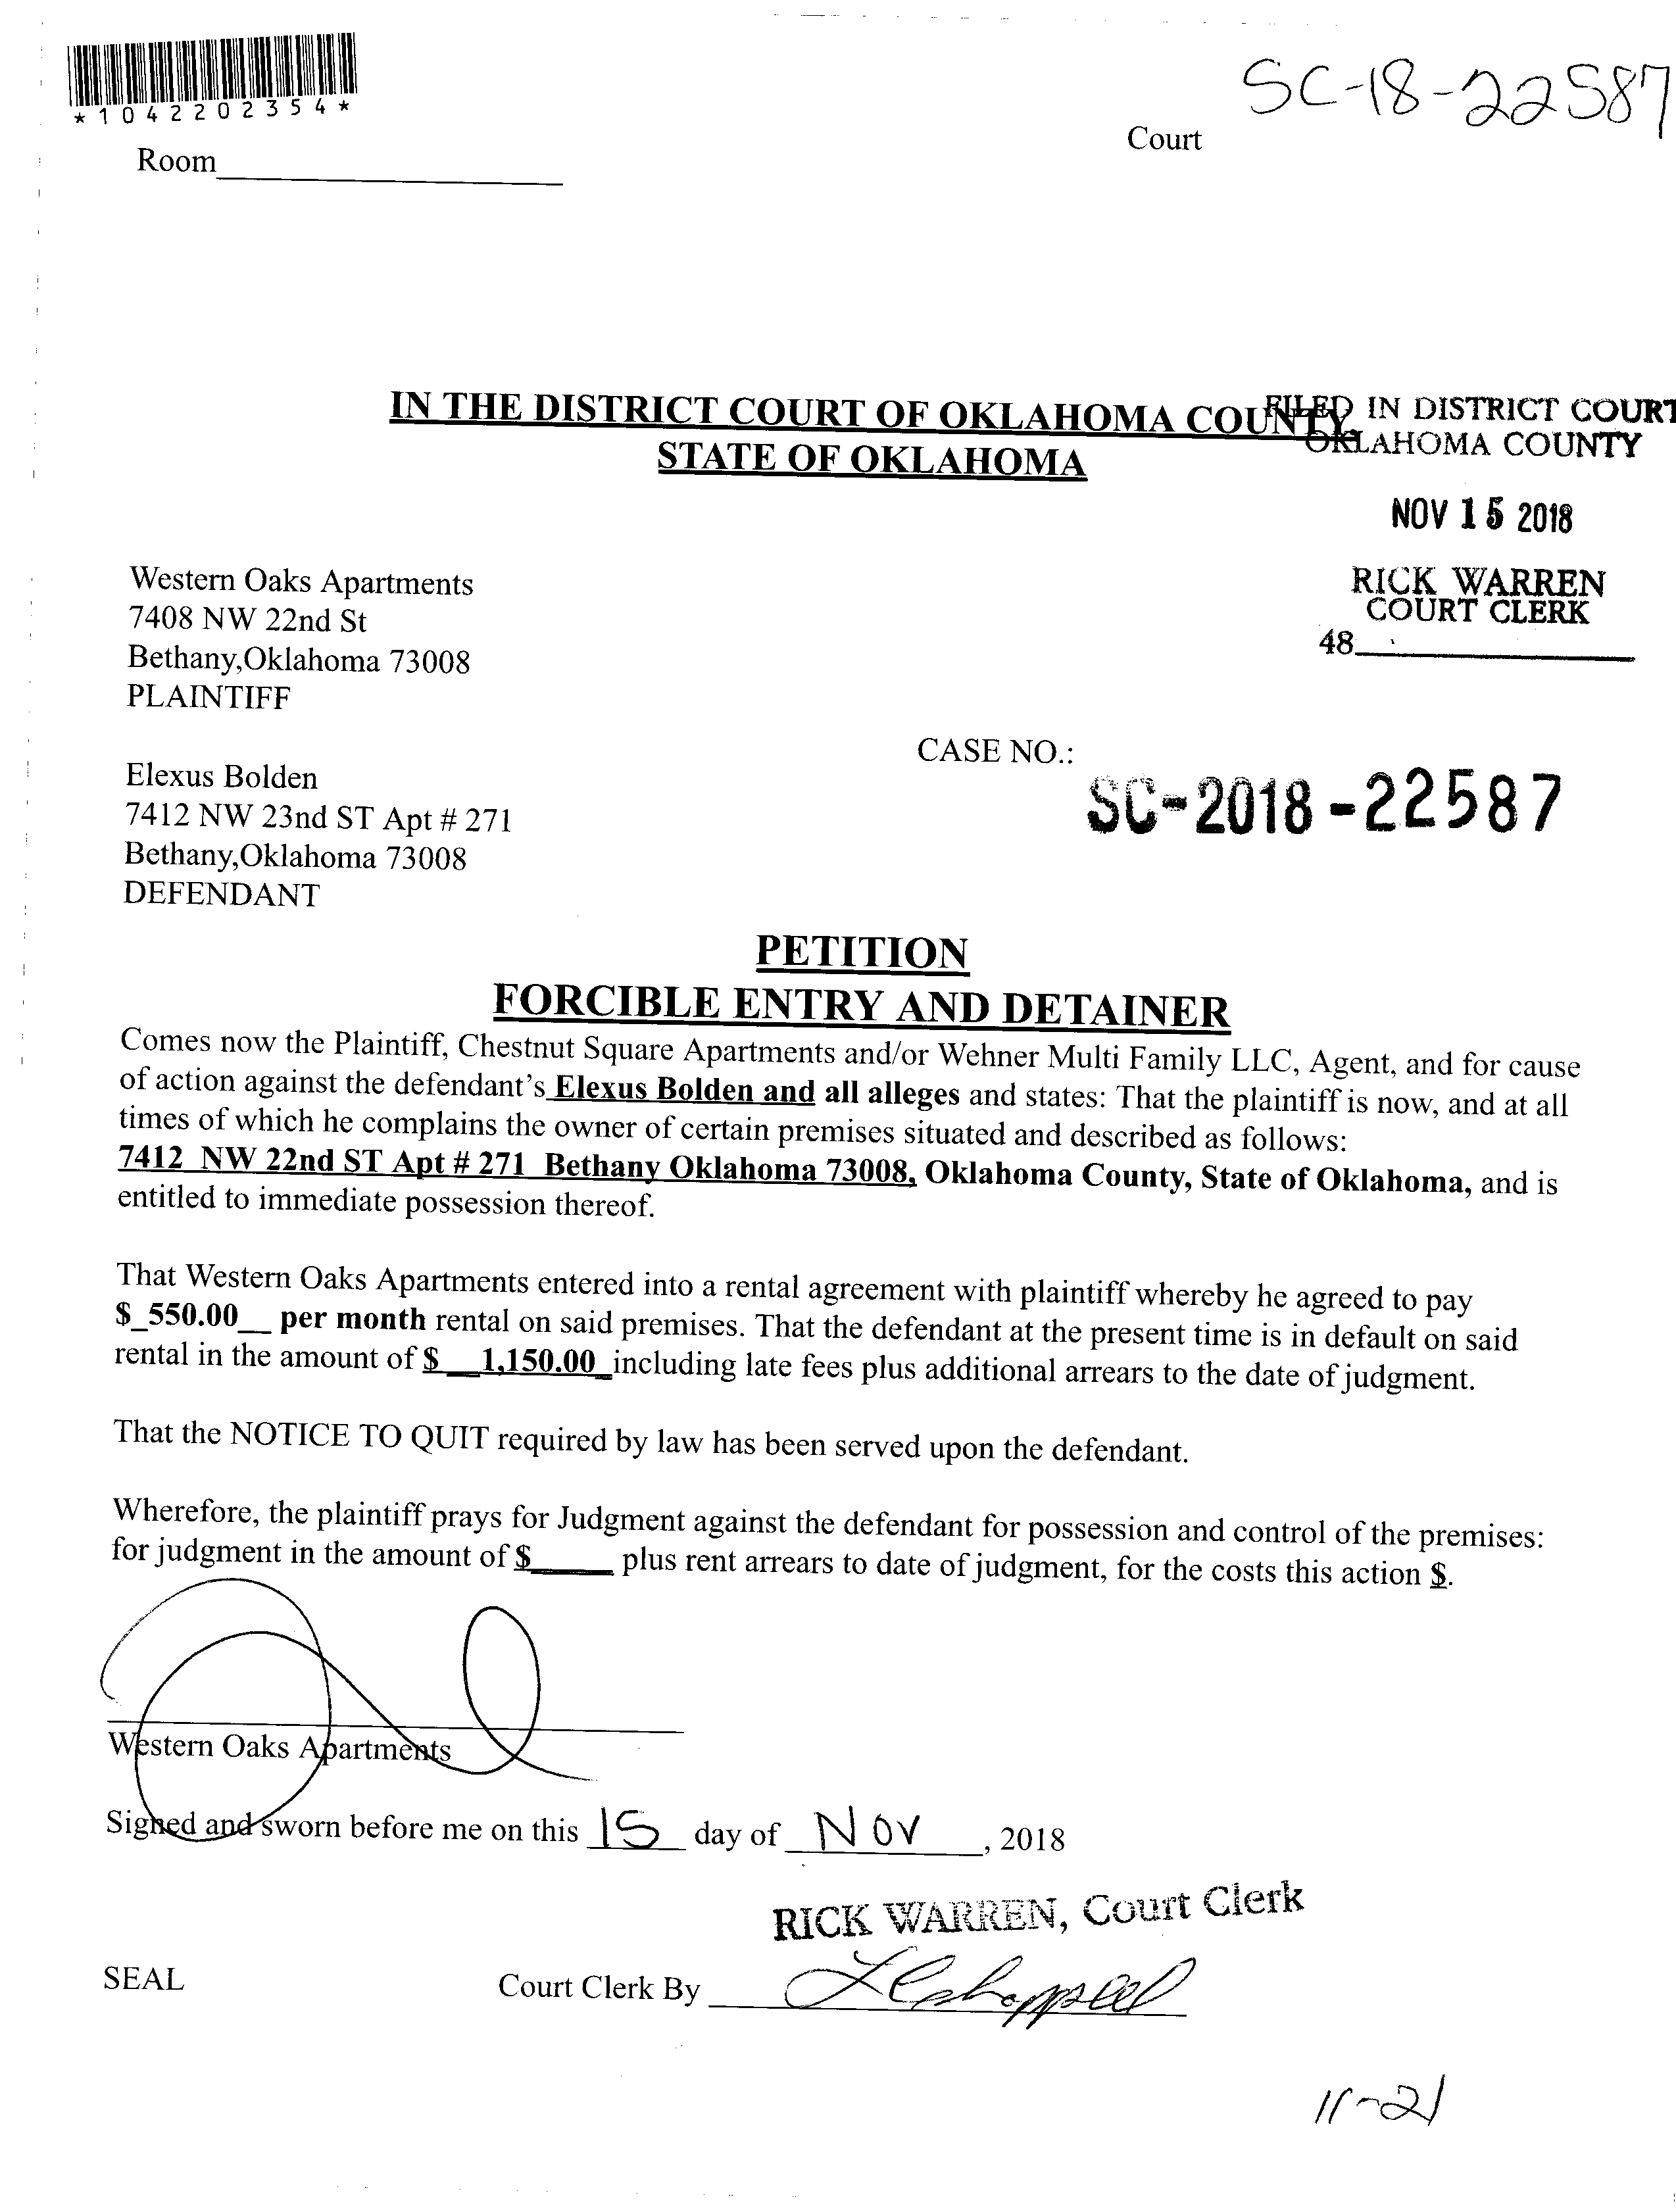 *1042202354*
SC-18-22587
Court
Room
IN THE DISTRICT COURT OF OKLAHOMA COUNTY,
STATE OF OKLAHOMA
FILED IN DISTRICT COURT
OKLAHOMA COUNTY
NOV 15 2018
RICK WARREN
COURT CLERK
48
Western Oaks Apartments
7408 NW 22nd St
Bethany,Oklahoma 73008
PLAINTIFF
CASE NO.:
SC-2018-22587
Elexus Bolden
7412 NW 23nd ST Apt # 271
Bethany,Oklahoma 73008
DEFENDANT
PETITION
FORCIBLE ENTRY AND DETAINER
Comes now the Plaintiff, Chestnut Square Apartments and/or Wehner Multi Family LLC, Agent, and for cause
of action against the defendant's Elexus Bolden and all alleges and states: That the plaintiff is now, and at all
times of which he complains the owner of certain premises situated and described as follows:
7412 NW 22nd ST Apt # 271 Bethany Oklahoma 73008, Oklahoma County, State of Oklahoma, and is
entitled to immediate possession thereof.
That Western Oaks Apartments entered into a rental agreement with plaintiff whereby he agreed to pay
$_550.00__ per month rental on said premises. That the defendant at the present time is in default on said
rental in the amount of $__1,150.00_including late fees plus additional arrears to the date of judgment.
That the NOTICE TO QUIT required by law has been served upon the defendant.
Wherefore, the plaintiff prays for Judgment against the defendant for possession and control of the premises:
for judgment in the amount of $_____ plus rent arrears to date of judgment, for the costs this action $.
Western Oaks Apartments
Signed and sworn before me on this 15 day of Nov, 2018
RICK WARREN, Court Clerk
SEAL
Court Clerk By
11-21